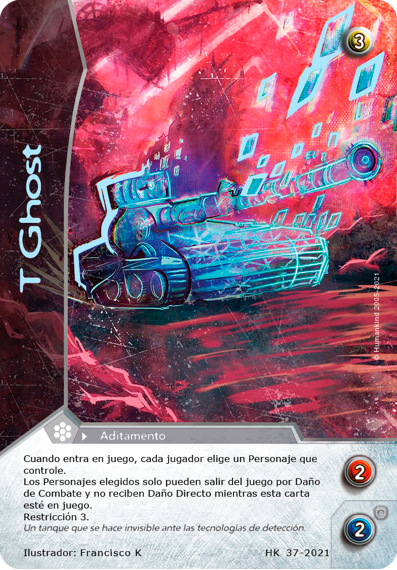 3
T Ghost
© Humankind 2005-2021
Aditamento
Cuando entra en juego, cada jugador elige un Personaje que
controle.
Los Personajes elegidos solo pueden salir del juego por Daño
de Combate y no reciben Daño Directo mientras esta carta
esté en juego.
Restricción 3.
Un tanque que se hace invisible ante las tecnologías de detección.
2
2
Ilustrador: Francisco K
HK 37-2021